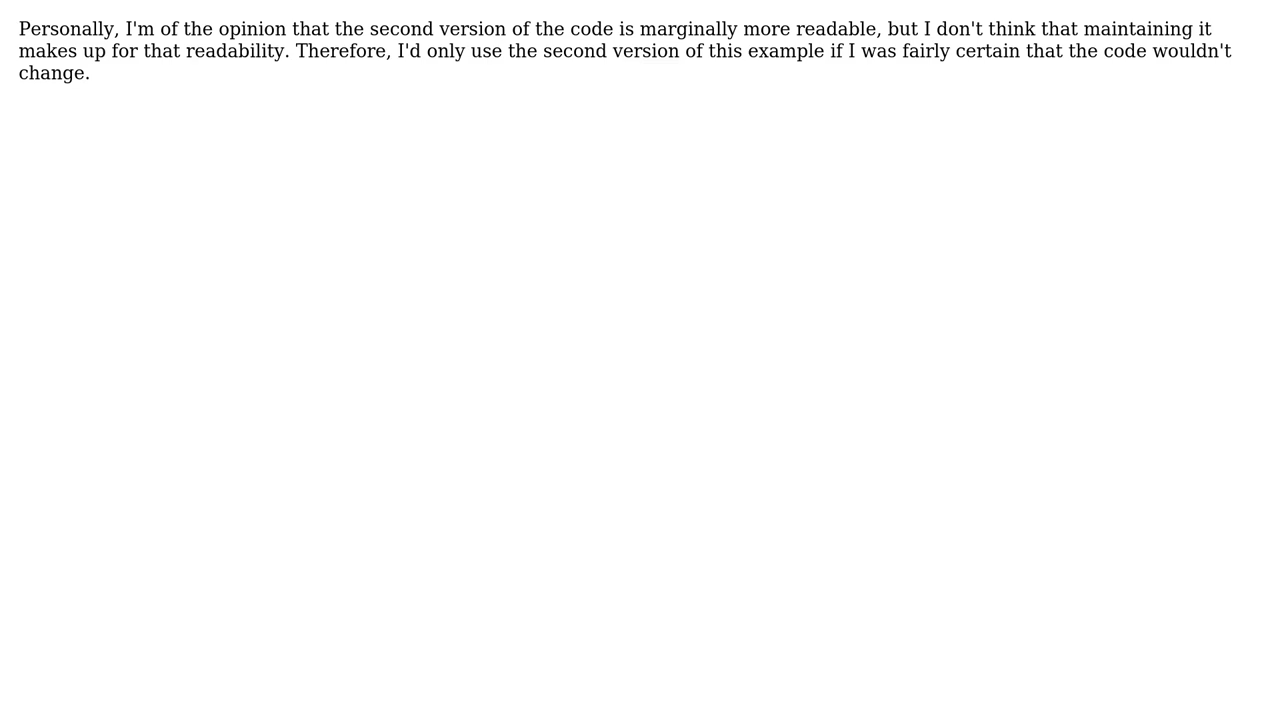 Personally, I'm of the opinion that the second version of the code is marginally more readable, but I don't think that maintaining it
makes up for that readability. Therefore, I'd only use the second version of this example if I was fairly certain that the code wouldn't
change.